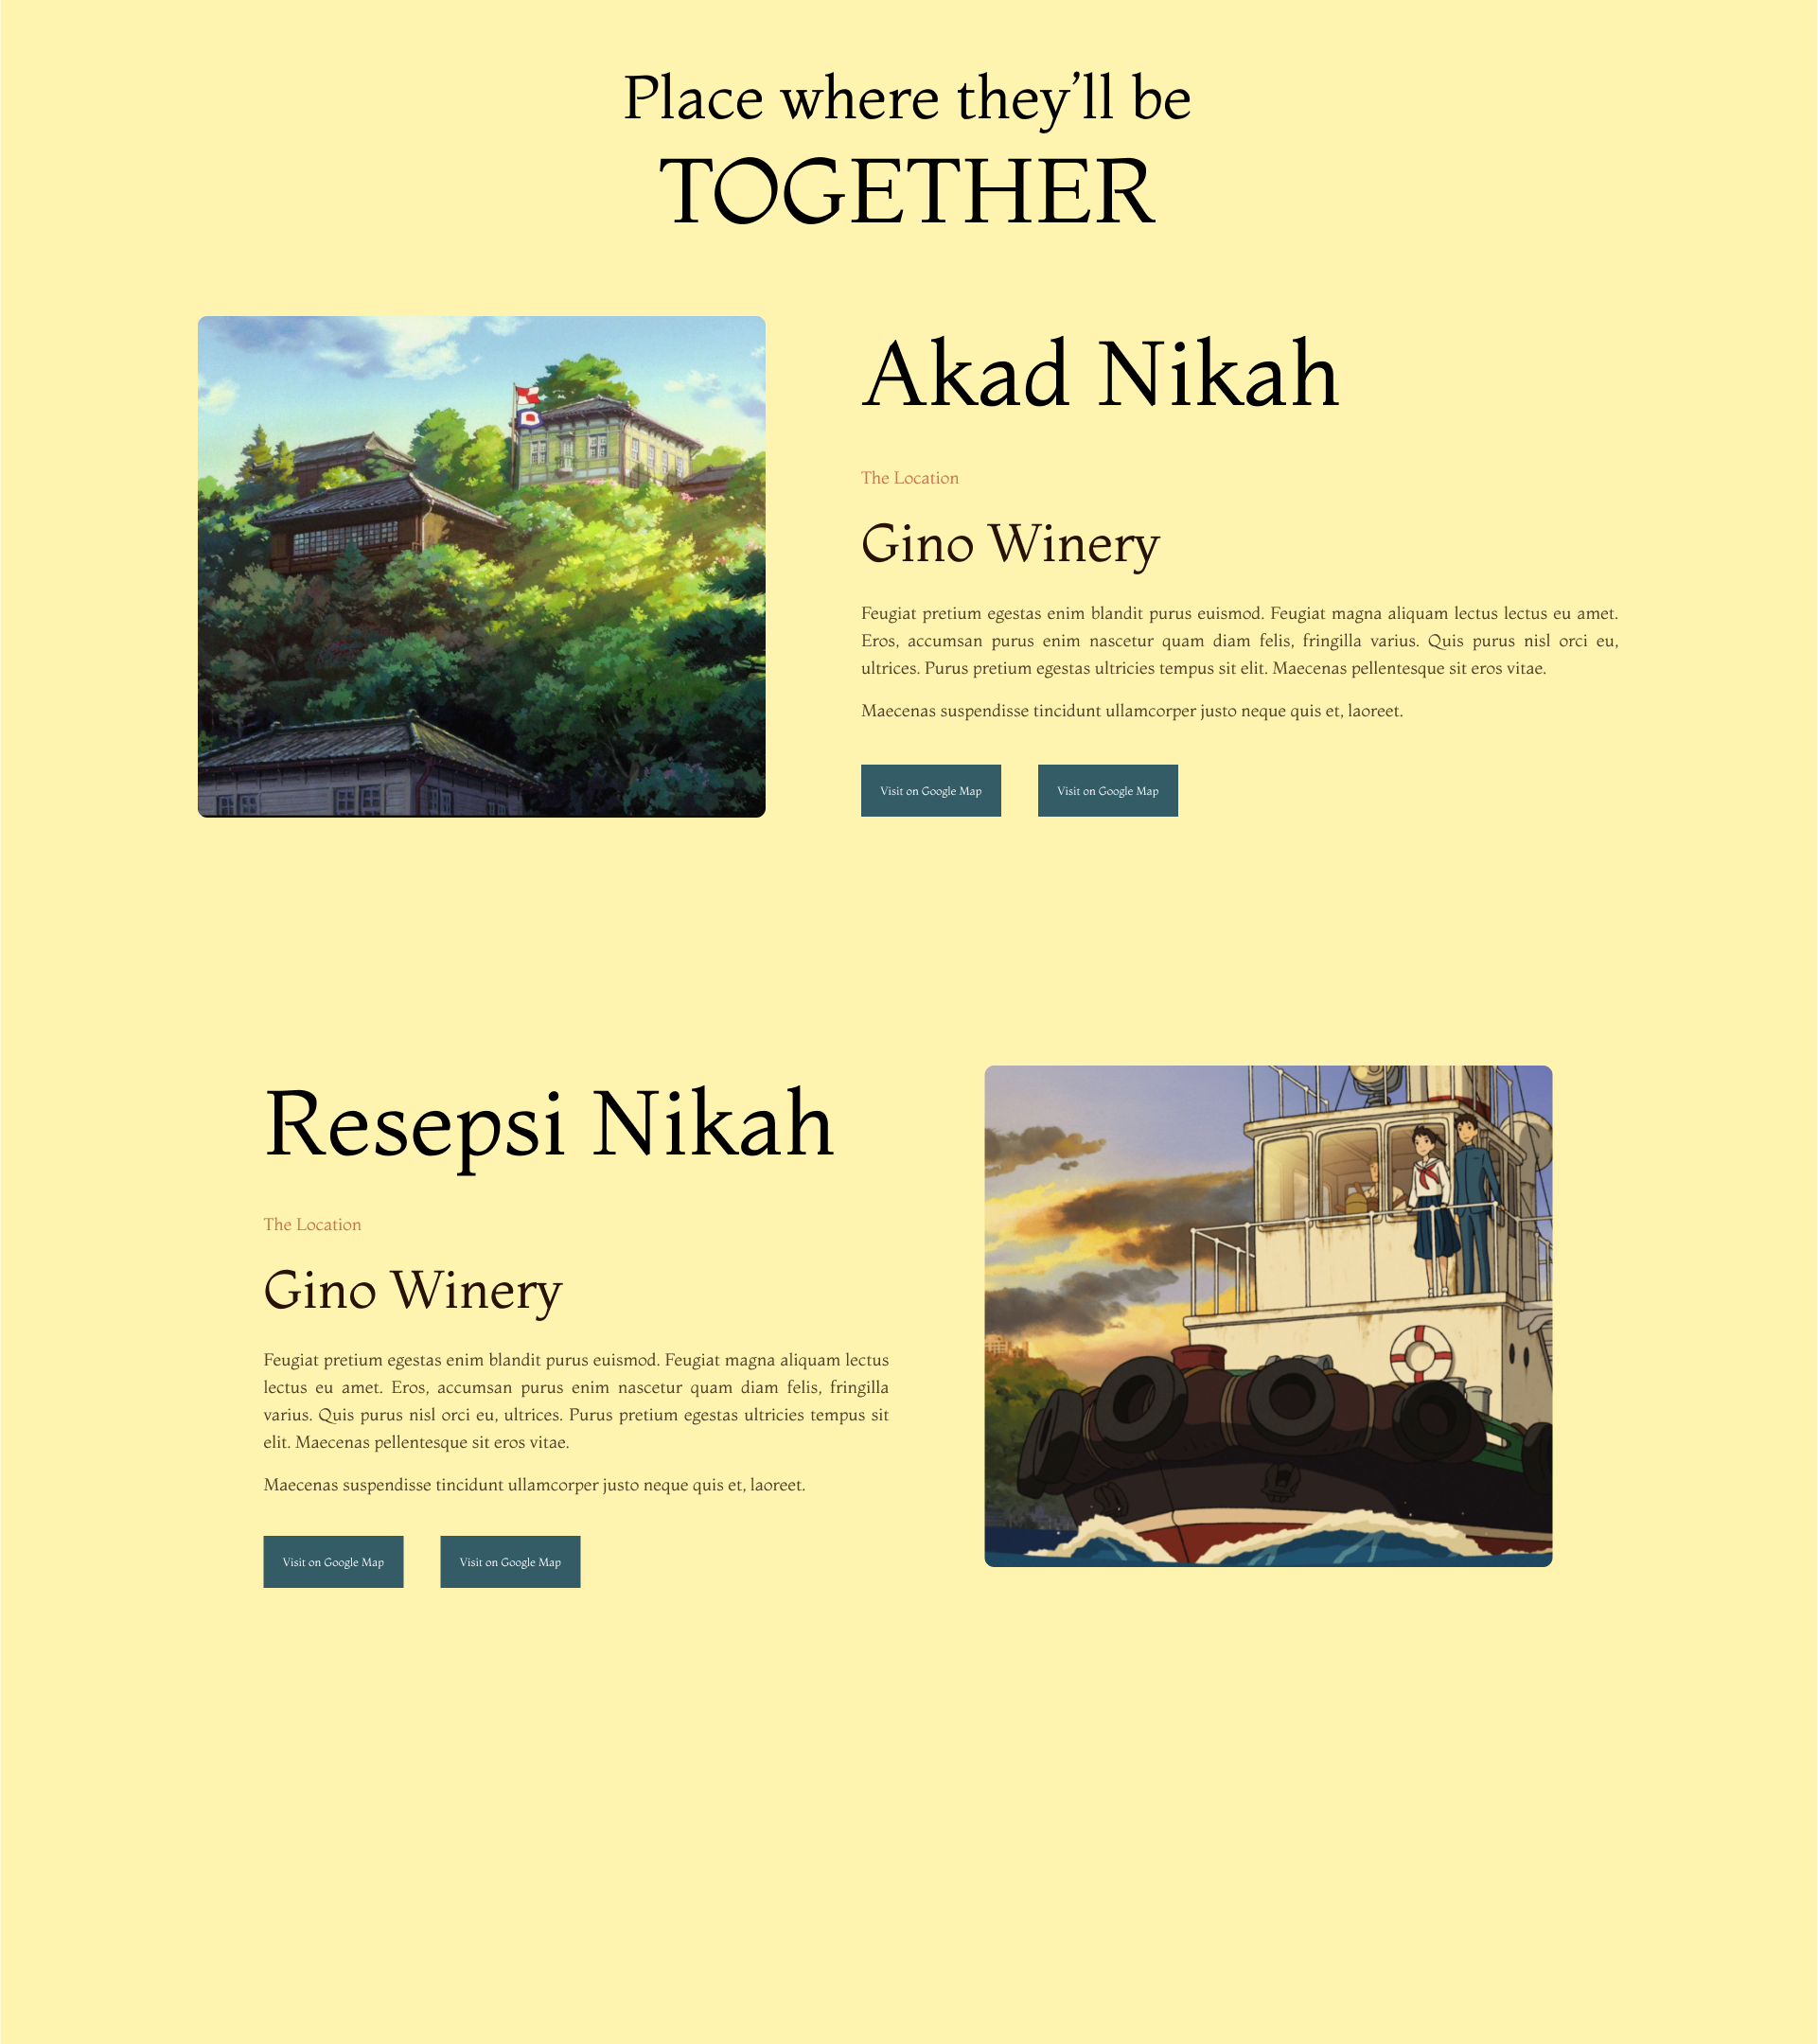 Place where they’ll be
TOGETHER
Akad Nikah
The Location
Gino Winery
Feugiat pretium egestas enim blandit purus euismod. Feugiat magna aliquam lectus lectus eu amet.
Eros, accumsan purus enim nascetur quam diam felis, fringilla varius. Quis purus nisl orci eu,
ultrices. Purus pretium egestas ultricies tempus sit elit. Maecenas pellentesque sit eros vitae.
Maecenas suspendisse tincidunt ullamcorper justo neque quis et, laoreet.
Visit on Google Map
Visit on Google Map
Resepsi Nikah
The Location
Gino Winery
Feugiat pretium egestas enim blandit purus euismod. Feugiat magna aliquam lectus
lectus eu amet. Eros, accumsan purus enim nascetur quam diam felis, fringilla
varius. Quis purus nisl orci eu, ultrices. Purus pretium egestas ultricies tempus sit
elit. Maecenas pellentesque sit eros vitae.
Maecenas suspendisse tincidunt ullamcorper justo neque quis et, laoreet.
Visit on Google Map
Visit on Google Map